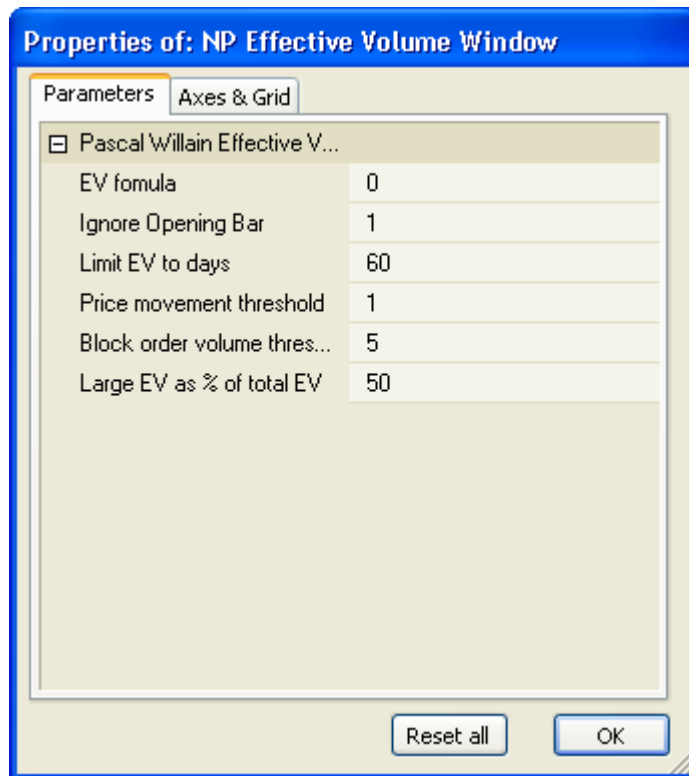 Properties of: NP Effective Volume Window
Parameters Axes & Grid
Pascal Willain Effective V...
EV fomula 0
Ignore Opening Bar 1
Limit EV to days 60
Price movement threshold 1
Block order volume thres... 5
Large EV as % of total EV 50
Reset all OK